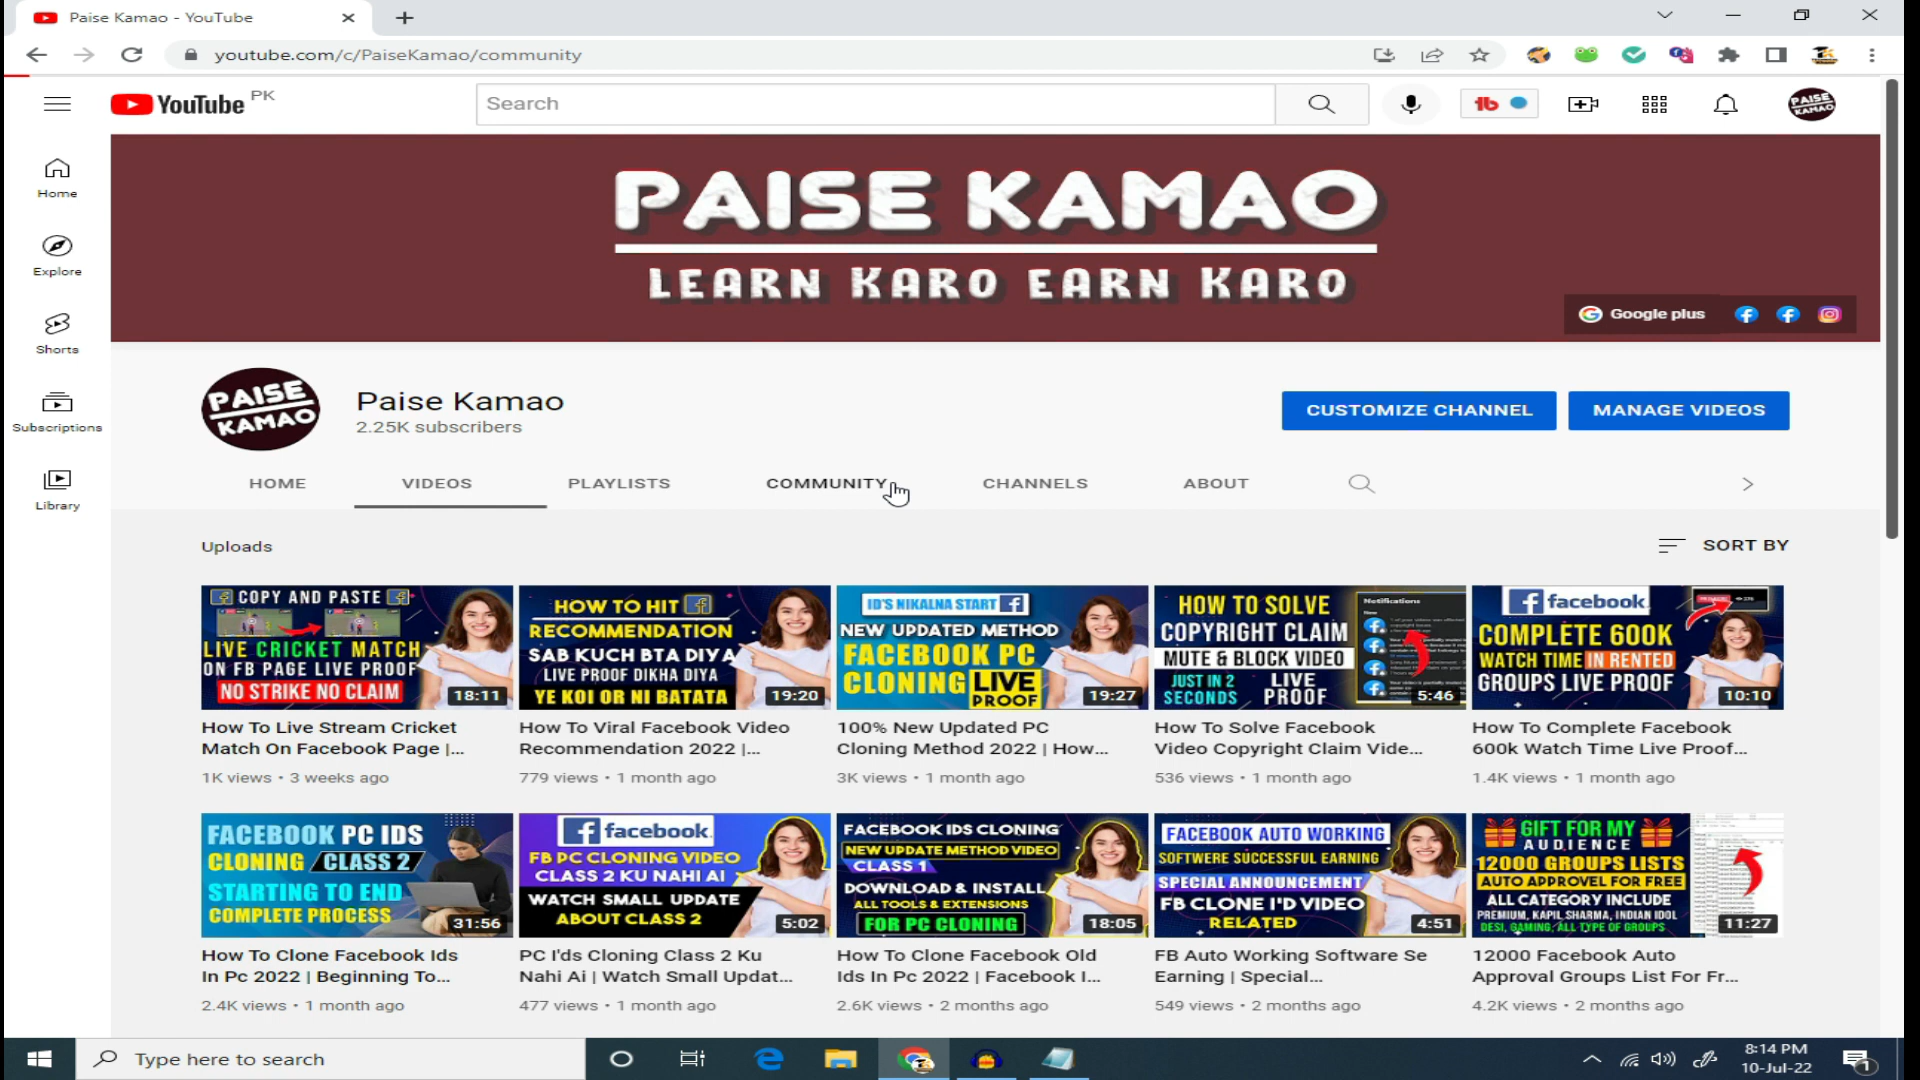 Paise Kamao - YouTube
youtube.com/c/PaiseKamao/community
YouTube PK
Search
PAISE KAMAO
Home
Explore
Shorts
Subscriptions
Library
PAISE KAMAO
LEARN KARO EARN KARO
Google plus
PAISE
KAMAO
Paise Kamao
2.25K subscribers
CUSTOMIZE CHANNEL
MANAGE VIDEOS
HOME
VIDEOS
PLAYLISTS
COMMUNITY
CHANNELS
ABOUT
Uploads
SORT BY
COPY AND PASTE
LIVE CRICKET MATCH
ON FB PAGE LIVE PROOF
NO STRIKE NO CLAIM
18:11
HOW TO HIT
RECOMMENDATION
SAB KUCH BTA DIYA
LIVE PROOF DIKHA DIYA
YE KOI OR NI BATATA
19:20
ID'S NIKALNA START
NEW UPDATED METHOD
FACEBOOK PC
CLONING LIVE
PROOF
19:27
HOW TO SOLVE
COPYRIGHT CLAIM
MUTE & BLOCK VIDEO
JUST IN 2 LIVE
SECONDS PROOF
Notifications
5:46
facebook
COMPLETE 600K
WATCH TIME IN RENTED
GROUPS LIVE PROOF
10:10
How To Live Stream Cricket
Match On Facebook Page |...
1K views • 3 weeks ago
How To Viral Facebook Video
Recommendation 2022 |...
779 views • 1 month ago
100% New Updated PC
Cloning Method 2022 | How...
3K views • 1 month ago
How To Solve Facebook
Video Copyright Claim Vide...
536 views • 1 month ago
How To Complete Facebook
600k Watch Time Live Proof...
1.4K views • 1 month ago
FACEBOOK PC IDS
CLONING CLASS 2
STARTING TO END
COMPLETE PROCESS
31:56
facebook
FB PC CLONING VIDEO
CLASS 2 KU NAHI AI
WATCH SMALL UPDATE
ABOUT CLASS 2
5:02
FACEBOOK IDS CLONING
NEW UPDATE METHOD VIDEO
CLASS 1
DOWNLOAD & INSTALL
ALL TOOLS & EXTENSIONS
FOR PC CLONING
18:05
FACEBOOK AUTO WORKING
SOFTWERE SUCCESSFUL EARNING
SPECIAL ANNOUNCEMENT
FB CLONE I'D VIDEO
RELATED
4:51
GIFT FOR MY
AUDIENCE
12000 GROUPS LISTS
AUTO APPROVEL FOR FREE
ALL CATEGORY INCLUDE
PREMIUM, KAPIL SHARMA, INDIAN IDOL
DESI, GAMING, ALL TYPE OF GROUPS
11:27
How To Clone Facebook Ids
In Pc 2022 | Beginning To...
2.4K views • 1 month ago
PC I'ds Cloning Class 2 Ku
Nahi Ai | Watch Small Updat...
477 views • 1 month ago
How To Clone Facebook Old
Ids In Pc 2022 | Facebook I...
2.6K views • 2 months ago
FB Auto Working Software Se
Earning | Special...
549 views • 2 months ago
12000 Facebook Auto
Approval Groups List For Fr...
4.2K views • 2 months ago
Type here to search
8:14 PM
10-Jul-22
1